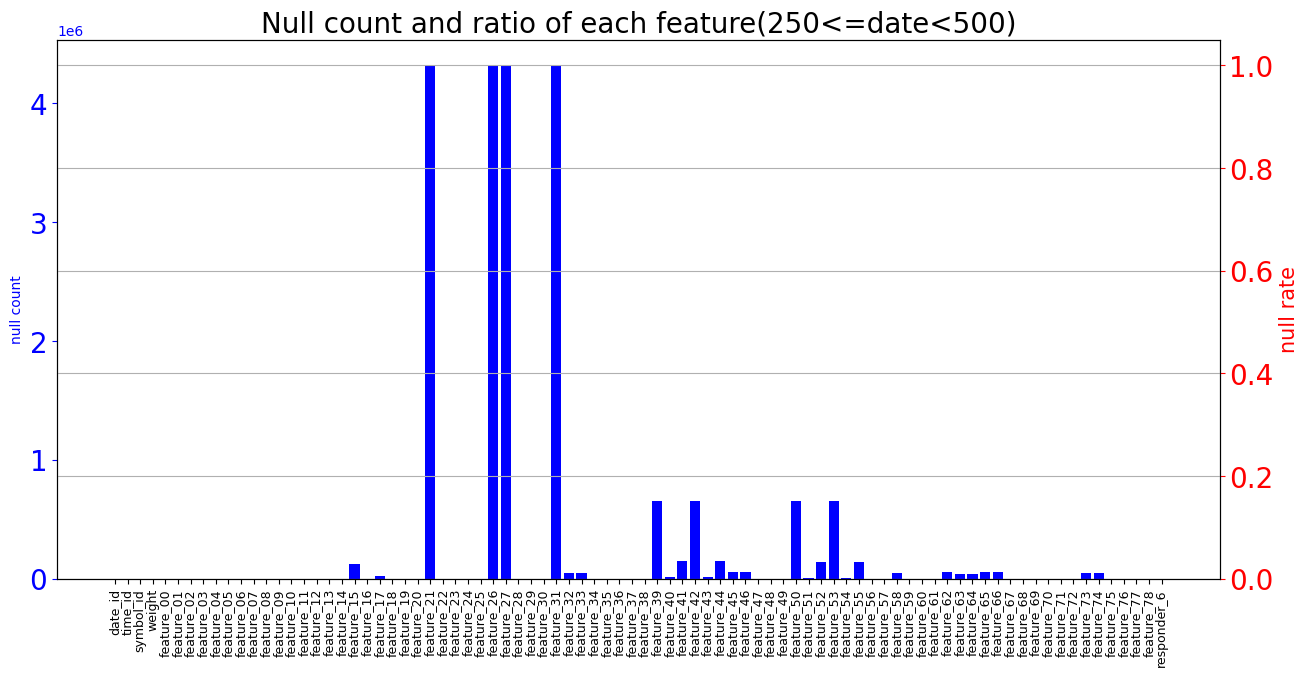 Null count and ratio of each feature(250<=date<500)
1e6
4
3
2
1
0
null count
1.0
0.8
0.6
0.4
0.2
0.0
null rate
date_id
time_id
symbol_id
weight
feature_00
feature_01
feature_02
feature_03
feature_04
feature_05
feature_06
feature_07
feature_08
feature_09
feature_10
feature_11
feature_12
feature_13
feature_14
feature_15
feature_16
feature_17
feature_18
feature_19
feature_20
feature_21
feature_22
feature_23
feature_24
feature_25
feature_26
feature_27
feature_28
feature_29
feature_30
feature_31
feature_32
feature_33
feature_34
feature_35
feature_36
feature_37
feature_38
feature_39
feature_40
feature_41
feature_42
feature_43
feature_44
feature_45
feature_46
feature_47
feature_48
feature_49
feature_50
feature_51
feature_52
feature_53
feature_54
feature_55
feature_56
feature_57
feature_58
feature_59
feature_60
feature_61
feature_62
feature_63
feature_64
feature_65
feature_66
feature_67
feature_68
feature_69
feature_70
feature_71
feature_72
feature_73
feature_74
feature_75
feature_76
feature_77
feature_78
responder_6